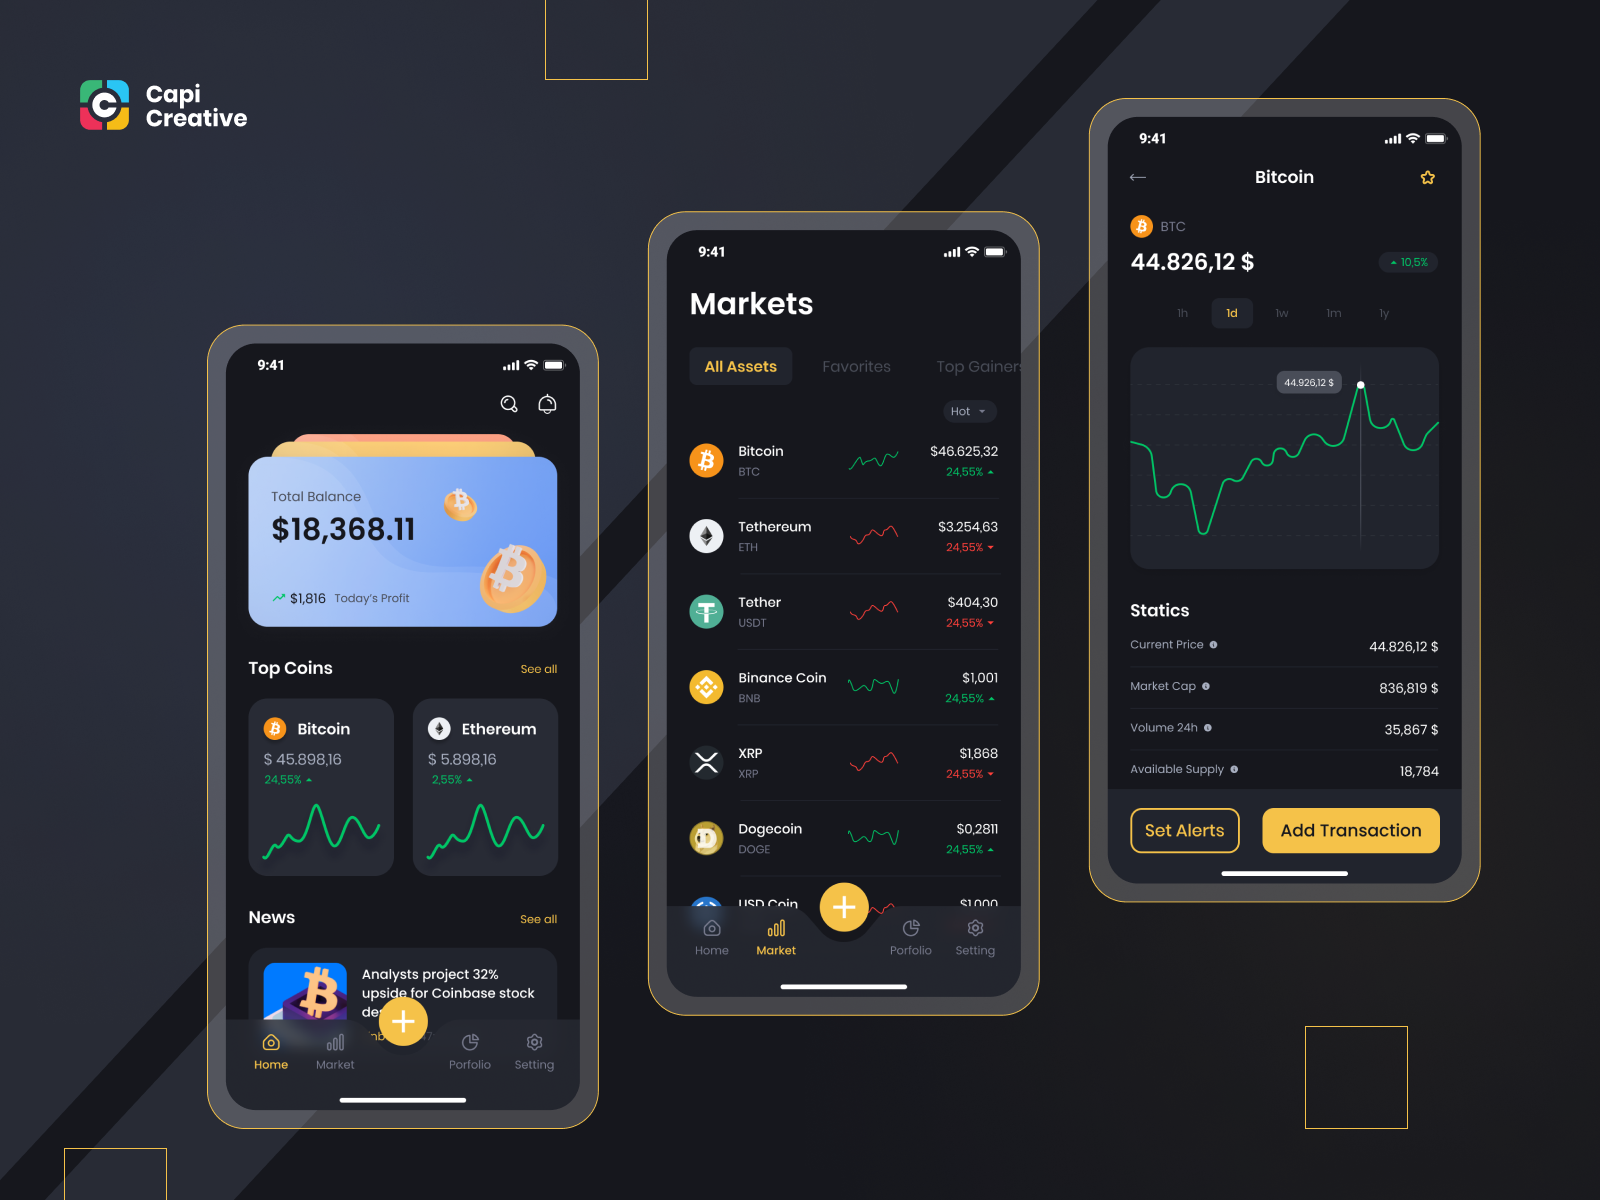 Capi
Creative
9:41
Total Balance
$18,368.11
$1,816 Today's Profit
Top Coins
See all
Bitcoin
$ 45.898,16
24,55%
Ethereum
$ 5.898,16
2,55%
News
See all
Analysts project 32%
upside for Coinbase stock
Home
Market
Porfolio
Setting
9:41
Markets
All Assets
Favorites
Top Gainers
Hot
Bitcoin
$46.625,32
BTC
24,55%
Tethereum
$3.254,63
ETH
24,55%
Tether
$404,30
USDT
24,55%
Binance Coin
$1,001
BNB
24,55%
XRP
$1,868
XRP
24,55%
Dogecoin
$0,2811
DOGE
24,55%
USD Coin
$1,000
Home
Market
Porfolio
Setting
9:41
Bitcoin
BTC
44.826,12 $
10,5%
1h
1d
1w
1m
1y
44.926,12 $
Statics
Current Price
44.826,12 $
Market Cap
836,819 $
Volume 24h
35,867 $
Available Supply
18,784
Set Alerts
Add Transaction